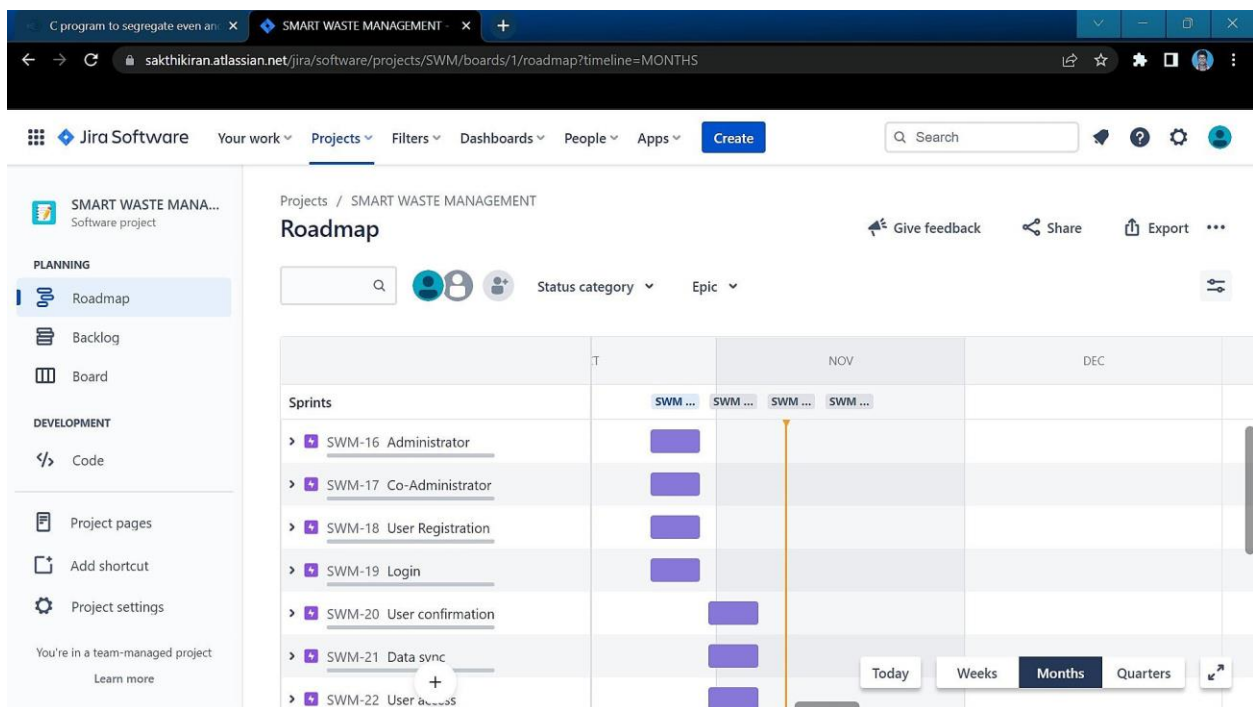 C program to segregate even an
SMART WASTE MANAGEMENT -
sakthikiran.atlassian.net/jira/software/projects/SWM/boards/1/roadmap?timeline=MONTHS
Jira Software Your work Projects Filters Dashboards People Apps Create Search
SMART WASTE MANA...
Software project
PLANNING
Roadmap
Backlog
Board
DEVELOPMENT
Code
Project pages
Add shortcut
Project settings
You're in a team-managed project
Learn more
Projects / SMART WASTE MANAGEMENT
Roadmap
Give feedback Share Export
Status category Epic
T NOV DEC
Sprints SWM ... SWM ... SWM ... SWM ...
SWM-16 Administrator
SWM-17 Co-Administrator
SWM-18 User Registration
SWM-19 Login
SWM-20 User confirmation
SWM-21 Data sync
SWM-22 User access
Today Weeks Months Quarters